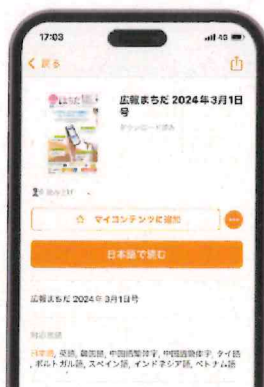 17:03
4G
戻る
広報まちだ 2024年3月1日
号
ダウンロード済み
☆ マイコンテンツに追加
日本語で読む
広報まちだ 2024年3月1日号
対応言語
日本語, 英語, 韓国語, 中国語繁体字, 中国語簡体字, タイ語
, ポルトガル語, スペイン語, インドネシア語, ベトナム語